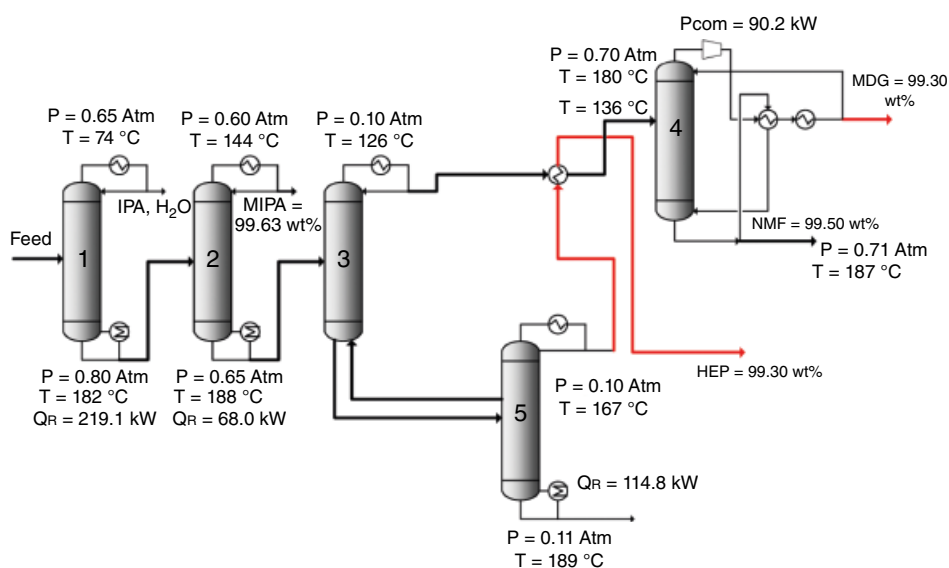 Pcom = 90.2 kW
P = 0.70 Atm
T = 180 °C
T = 136 °C
MDG = 99.30
wt%
4
P = 0.65 Atm
T = 74 °C
P = 0.60 Atm
T = 144 °C
P = 0.10 Atm
T = 126 °C
IPA, H2O
MIPA =
99.63 wt%
Feed
1
2
3
NMF = 99.50 wt%
P = 0.71 Atm
T = 187 °C
P = 0.80 Atm
T = 182 °C
QR = 219.1 kW
P = 0.65 Atm
T = 188 °C
QR = 68.0 kW
HEP = 99.30 wt%
P = 0.10 Atm
T = 167 °C
5
QR = 114.8 kW
P = 0.11 Atm
T = 189 °C